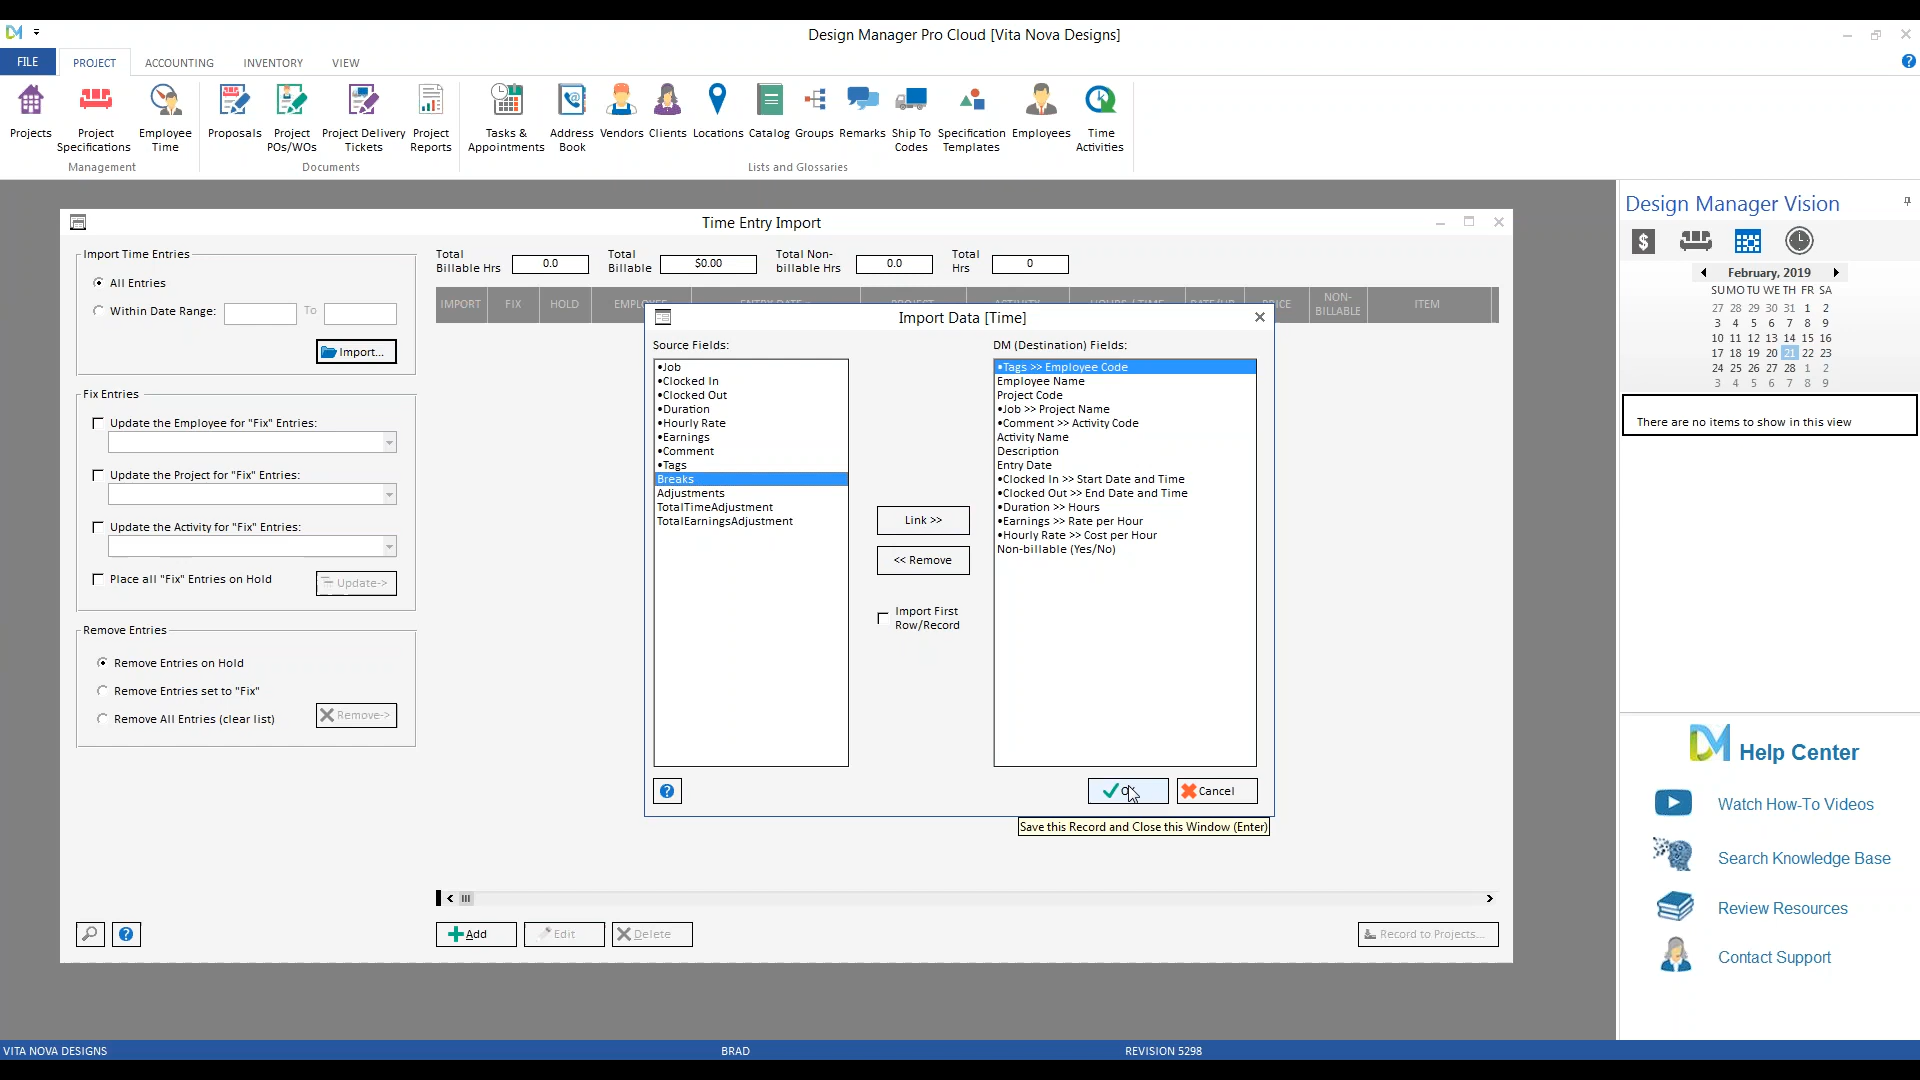 Design Manager Pro Cloud [Vita Nova Designs]
FILE
PROJECT
ACCOUNTING
INVENTORY
VIEW
Projects
Project
Specifications
Employee
Time
Management
Proposals
Project
POs/WOs
Project Delivery
Tickets
Project
Reports
Documents
Tasks &
Appointments
Address
Book
Vendors
Clients
Locations
Catalog
Groups
Remarks
Ship To
Codes
Specification
Templates
Employees
Time
Activities
Lists and Glossaries
Time Entry Import
Import Time Entries
All Entries
Within Date Range:
To
Import...
Fix Entries
Update the Employee for "Fix" Entries:
Update the Project for "Fix" Entries:
Update the Activity for "Fix" Entries:
Place all "Fix" Entries on Hold
Update->
Remove Entries
Remove Entries on Hold
Remove Entries set to "Fix"
Remove All Entries (clear list)
Remove->
Total
Billable Hrs
0.0
Total
Billable
$0.00
Total Non-
billable Hrs
0.0
Total
Hrs
0
IMPORT
FIX
HOLD
NON-
BILLABLE
ITEM
Import Data [Time]
Source Fields:
•Job
•Clocked In
•Clocked Out
•Duration
•Hourly Rate
•Earnings
•Comment
•Tags
Breaks
Adjustments
TotalTimeAdjustment
TotalEarningsAdjustment
Link >>
<< Remove
Import First
Row/Record
DM (Destination) Fields:
•Tags >> Employee Code
Employee Name
Project Code
•Job >> Project Name
•Comment >> Activity Code
Activity Name
Description
Entry Date
•Clocked In >> Start Date and Time
•Clocked Out >> End Date and Time
•Duration >> Hours
•Earnings >> Rate per Hour
•Hourly Rate >> Cost per Hour
Non-billable (Yes/No)
Cancel
Save this Record and Close this Window (Enter)
Add
Edit
Delete
Record to Projects...
Design Manager Vision
February, 2019
SU MO TU WE TH FR SA
27 28 29 30 31 1 2
3 4 5 6 7 8 9
10 11 12 13 14 15 16
17 18 19 20 21 22 23
24 25 26 27 28 1 2
3 4 5 6 7 8 9
There are no items to show in this view
DM Help Center
Watch How-To Videos
Search Knowledge Base
Review Resources
Contact Support
VITA NOVA DESIGNS
BRAD
REVISION 5298